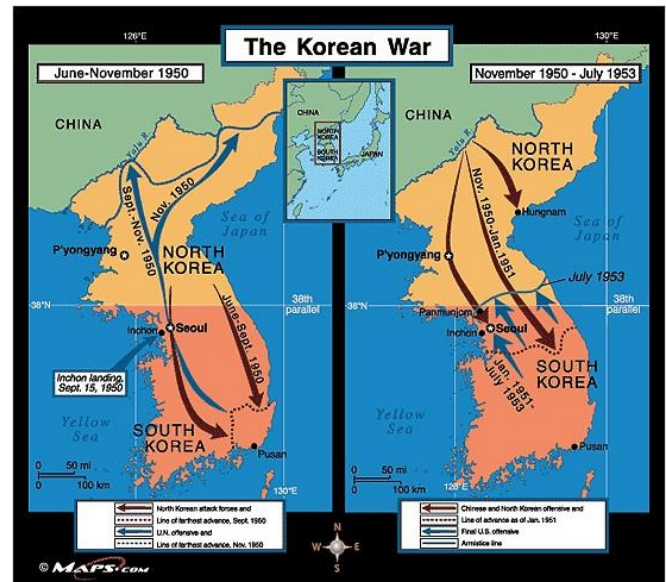 The Korean War
126°E
130°E
June-November 1950
November 1950 - July 1953
CHINA
NORTH
KOREA
SOUTH
KOREA
JAPAN
CHINA
Yalu R.
Sept.-Nov. 1950
Nov. 1950
Sea of
Japan
P'yongyang
NORTH
KOREA
38°N
38th
parallel
June-Sept. 1950
Inchon
Seoul
Inchon landing,
Sept. 15, 1950
Yellow
Sea
SOUTH
KOREA
Pusan
0 50 mi
0 100 km
130°E
CHINA
Yalu R.
NORTH
KOREA
Nov. 1950-Jan. 1951
Hungnam
Sea of
Japan
P'yongyang
July 1953
38°N
38th
parallel
Panmunjom
Inchon
Seoul
SOUTH
KOREA
Jan. 1951-
July 1953
Yellow
Sea
Pusan
0 50 mi
0 100 km
126°E
North Korean attack forces and
Line of farthest advance, Sept. 1950
U.N. offensive and
Line of farthest advance, Nov. 1950
Chinese and North Korean offensive and
Line of advance as of Jan. 1951
Final U.S. offensive
Armistice line
N
W E
S
© MAPS.COM